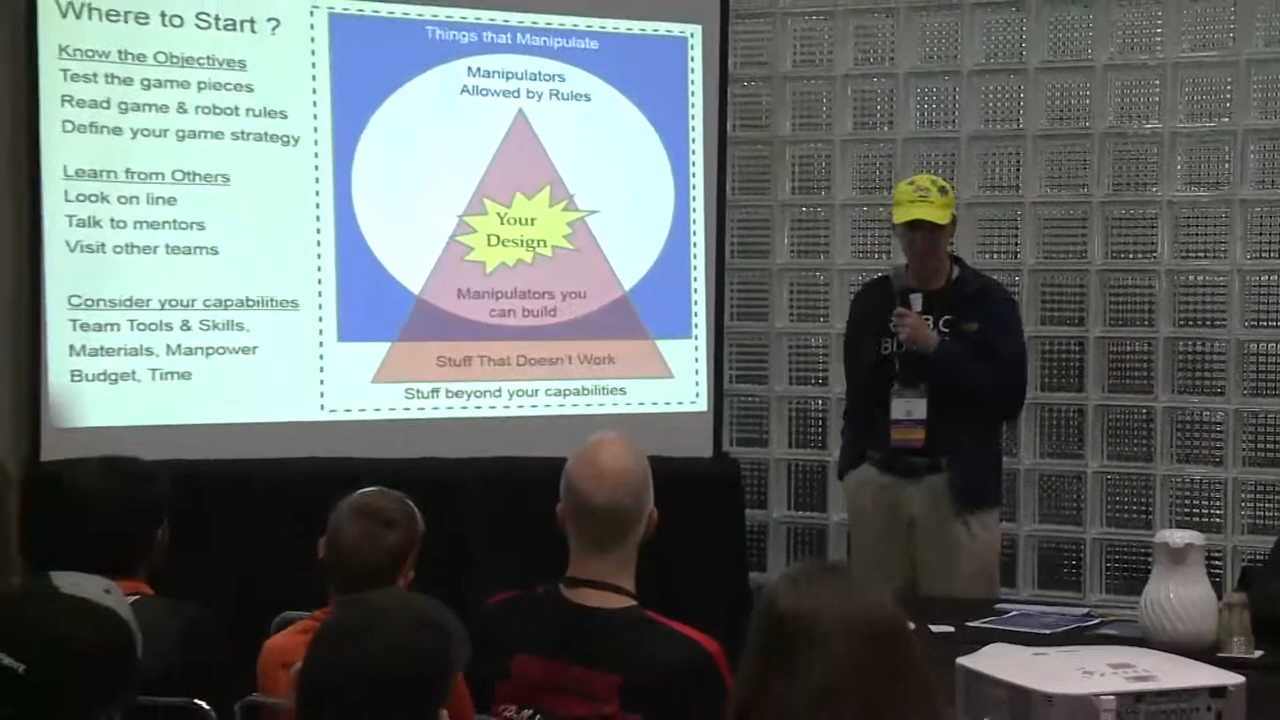 Where to Start ?
Know the Objectives
Test the game pieces
Read game & robot rules
Define your game strategy
Learn from Others
Look on line
Talk to mentors
Visit other teams
Consider your capabilities
Team Tools & Skills,
Materials, Manpower
Budget, Time
Things that Manipulate
Manipulators
Allowed by Rules
Your
Design
Manipulators you
can build
Stuff That Doesn't Work
Stuff beyond your capabilities